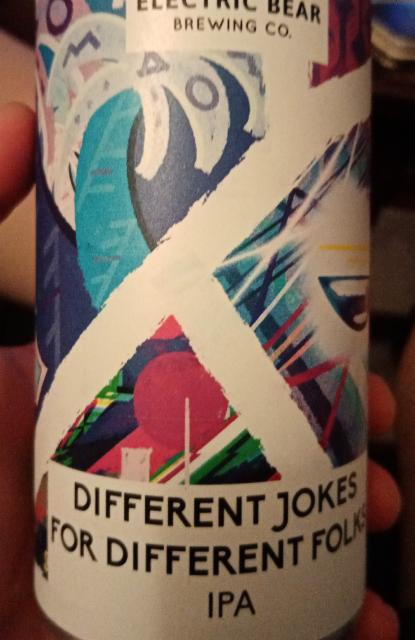 ELECTRIC BEAR
BREWING CO.
DIFFERENT JOKES
FOR DIFFERENT FOLKS
IPA